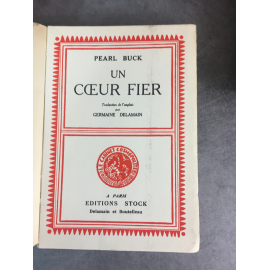 PEARL BUCK
UN
CŒUR FIER
Traduction de l'anglais
par
GERMAINE DELAMAIN
A PARIS
EDITIONS STOCK
Delamain et Boutelleau